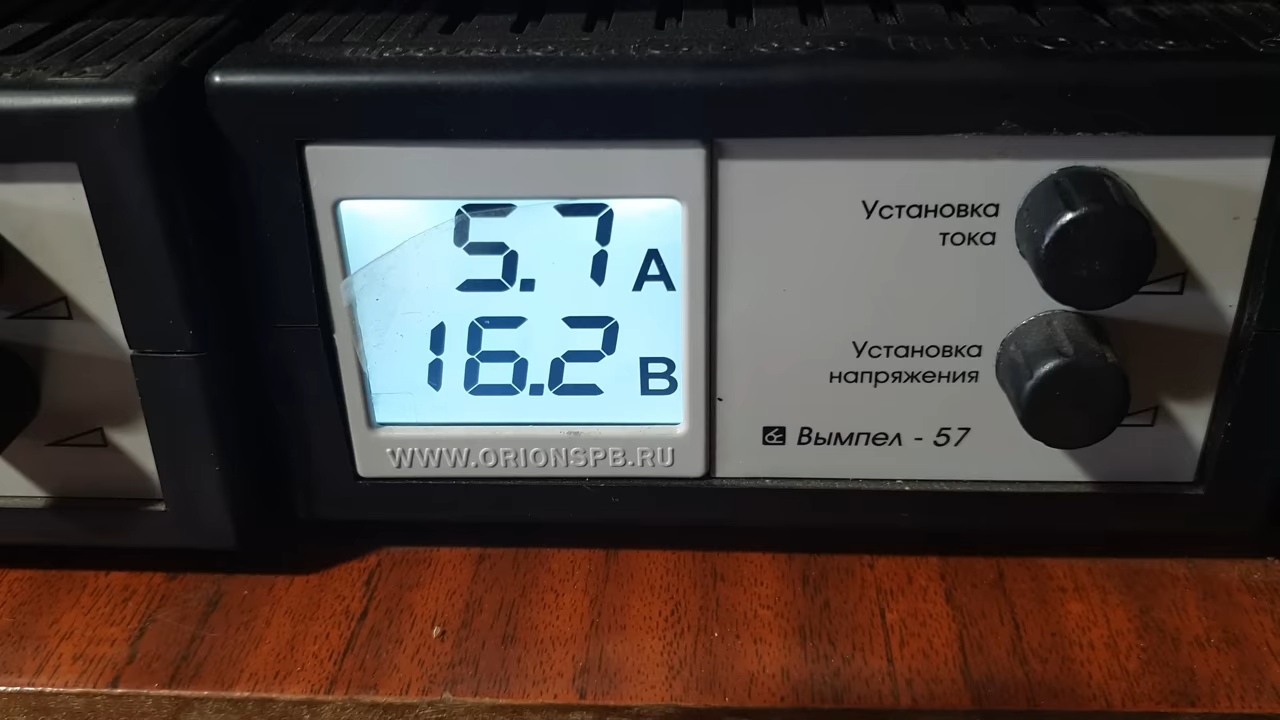 5.7 А
16.2 В
WWW.ORIONSPB.RU
Установка
тока
Установка
напряжения
Вымпел - 57